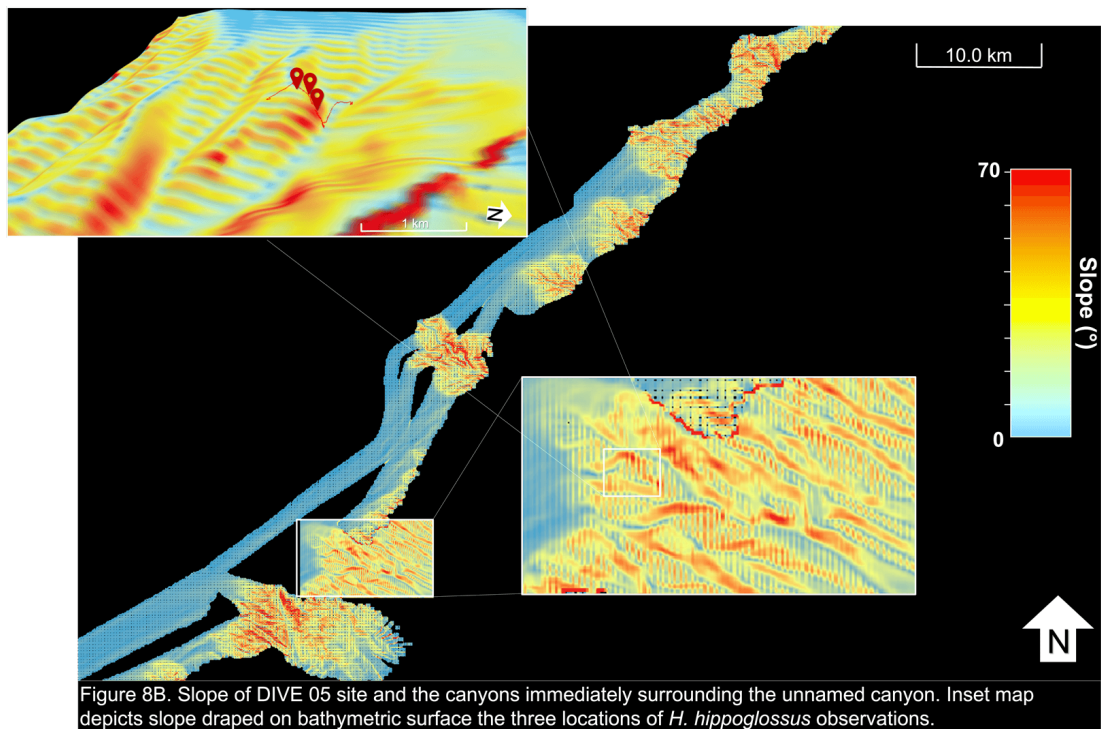 10.0 km
1 km
N
70
0
Slope (°)
N
Figure 8B. Slope of DIVE 05 site and the canyons immediately surrounding the unnamed canyon. Inset map
depicts slope draped on bathymetric surface the three locations of H. hippoglossus observations.